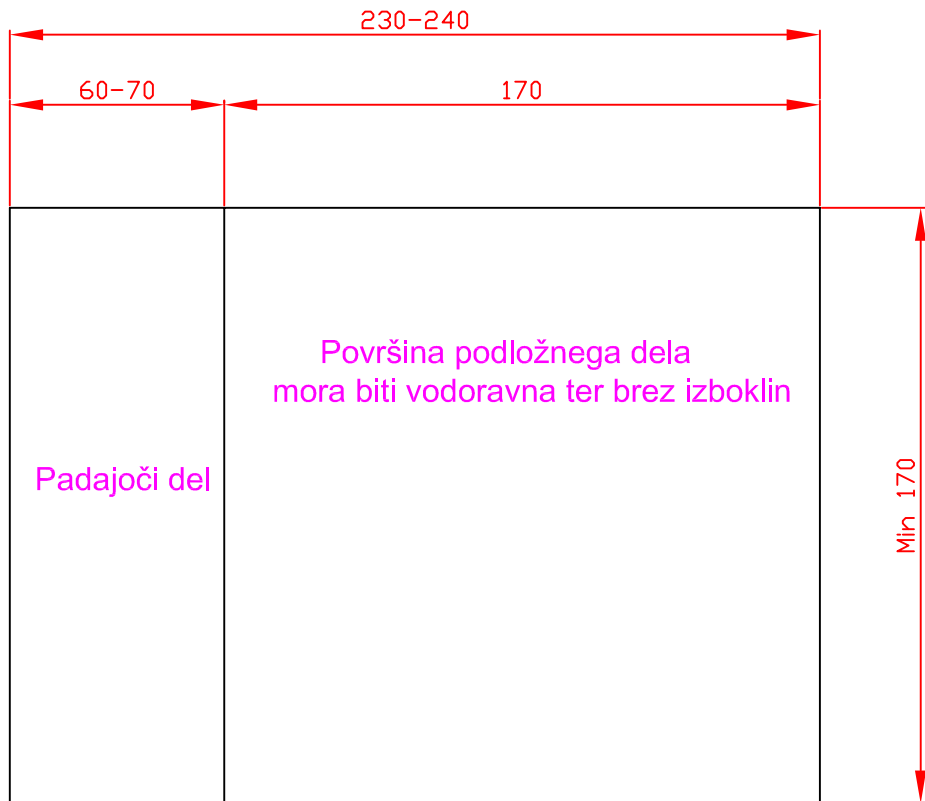 230-240
60-70
170
Površina podložnega dela
mora biti vodoravna ter brez izboklin
Padajoči del
Min 170